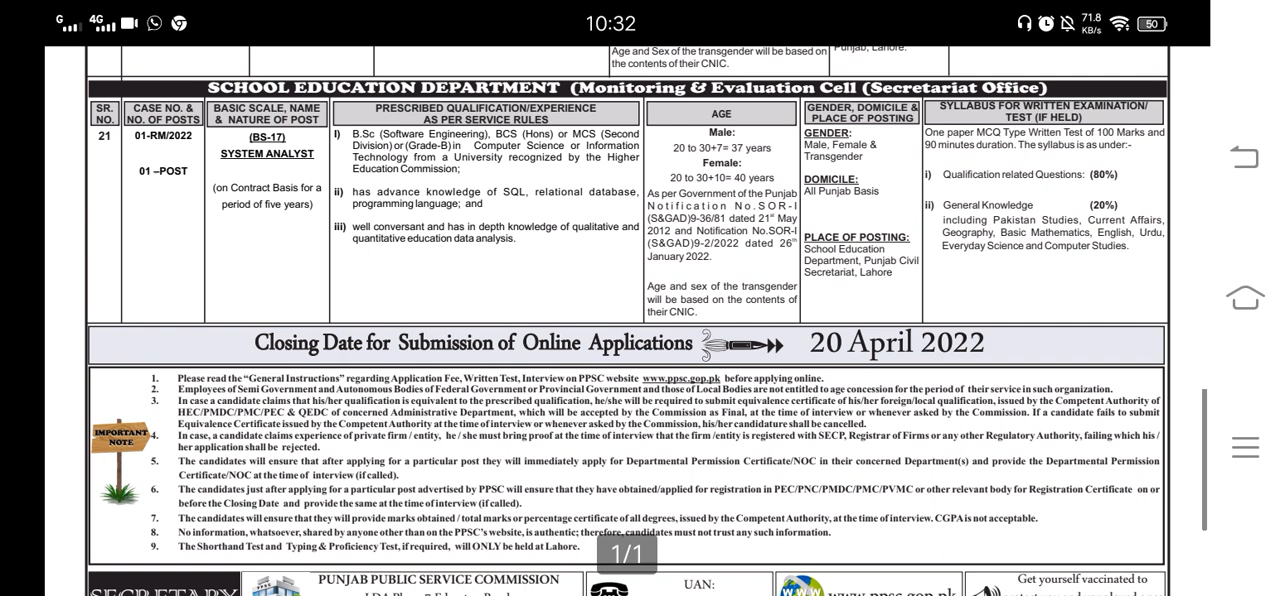 G 4G 10:32 71.8 KB/s 50
Age and Sex of the transgender will be based on
the contents of their CNIC.
Punjab, Lahore.
SCHOOL EDUCATION DEPARTMENT (Monitoring & Evaluation Cell (Secretariat Office)
SR. NO.
CASE NO. & NO. OF POSTS
BASIC SCALE, NAME & NATURE OF POST
PRESCRIBED QUALIFICATION/EXPERIENCE
AS PER SERVICE RULES
AGE
GENDER, DOMICILE & PLACE OF POSTING
SYLLABUS FOR WRITTEN EXAMINATION/
TEST (IF HELD)
21
01-RM/2022
01 –POST
(BS-17)
SYSTEM ANALYST
(on Contract Basis for a
period of five years)
I) B.Sc (Software Engineering), BCS (Hons) or MCS (Second
Division) or (Grade-B) in Computer Science or Information
Technology from a University recognized by the Higher
Education Commission;
ii) has advance knowledge of SQL, relational database,
programming language; and
iii) well conversant and has in depth knowledge of qualitative and
quantitative education data analysis.
Male:
20 to 30+7= 37 years
Female:
20 to 30+10= 40 years
As per Government of the Punjab
Notification No.SOR-I
(S&GAD)9-36/81 dated 21st May
2012 and Notification No.SOR-I
(S&GAD)9-2/2022 dated 26th
January 2022.
Age and sex of the transgender
will be based on the contents of
their CNIC.
GENDER:
Male, Female &
Transgender
DOMICILE:
All Punjab Basis
PLACE OF POSTING:
School Education
Department, Punjab Civil
Secretariat, Lahore
One paper MCQ Type Written Test of 100 Marks and
90 minutes duration. The syllabus is as under:-
i) Qualification related Questions: (80%)
ii) General Knowledge (20%)
including Pakistan Studies, Current Affairs,
Geography, Basic Mathematics, English, Urdu,
Everyday Science and Computer Studies.
Closing Date for Submission of Online Applications 20 April 2022
IMPORTANT
NOTE
1. Please read the “General Instructions” regarding Application Fee, Written Test, Interview on PPSC website www.ppsc.gop.pk before applying online.
2. Employees of Semi Government and Autonomous Bodies of Federal Government or Provincial Government and those of Local Bodies are not entitled to age concession for the period of their service in such organization.
3. In case a candidate claims that his/her qualification is equivalent to the prescribed qualification, he/she will be required to submit equivalence certificate of his/her foreign/local qualification, issued by the Competent Authority of
HEC/PMDC/PMC/PEC & QEDC of concerned Administrative Department, which will be accepted by the Commission as Final, at the time of interview or whenever asked by the Commission. If a candidate fails to submit
Equivalence Certificate issued by the Competent Authority at the time of interview or whenever asked by the Commission, his/her candidature shall be cancelled.
4. In case, a candidate claims experience of private firm / entity, he / she must bring proof at the time of interview that the firm /entity is registered with SECP, Registrar of Firms or any other Regulatory Authority, failing which his /
her application shall be rejected.
5. The candidates will ensure that after applying for a particular post they will immediately apply for Departmental Permission Certificate/NOC in their concerned Department(s) and provide the Departmental Permission
Certificate/NOC at the time of interview (if called).
6. The candidates just after applying for a particular post advertised by PPSC will ensure that they have obtained/applied for registration in PEC/PNC/PMDC/PMC/PVMC or other relevant body for Registration Certificate on or
before the Closing Date and provide the same at the time of interview (if called).
7. The candidates will ensure that they will provide marks obtained / total marks or percentage certificate of all degrees, issued by the Competent Authority, at the time of interview. CGPA is not acceptable.
8. No information, whatsoever, shared by anyone other than on the PPSC's website, is authentic; therefore, candidates must not trust any such information.
9. The Shorthand Test and Typing & Proficiency Test, if required, will ONLY be held at Lahore.
1/1
SECRETARY
PUNJAB PUBLIC SERVICE COMMISSION
UAN:
WWW
www.ppsc.gop.pk
Get yourself vaccinated to